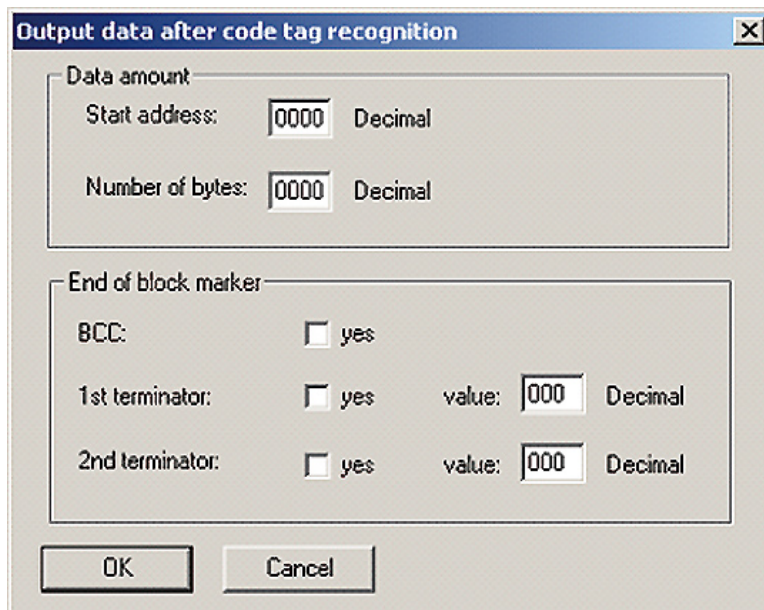 Output data after code tag recognition
Data amount
Start address: 0000 Decimal
Number of bytes: 0000 Decimal
End of block marker
BCC: yes
1st terminator: yes value: 000 Decimal
2nd terminator: yes value: 000 Decimal
OK Cancel